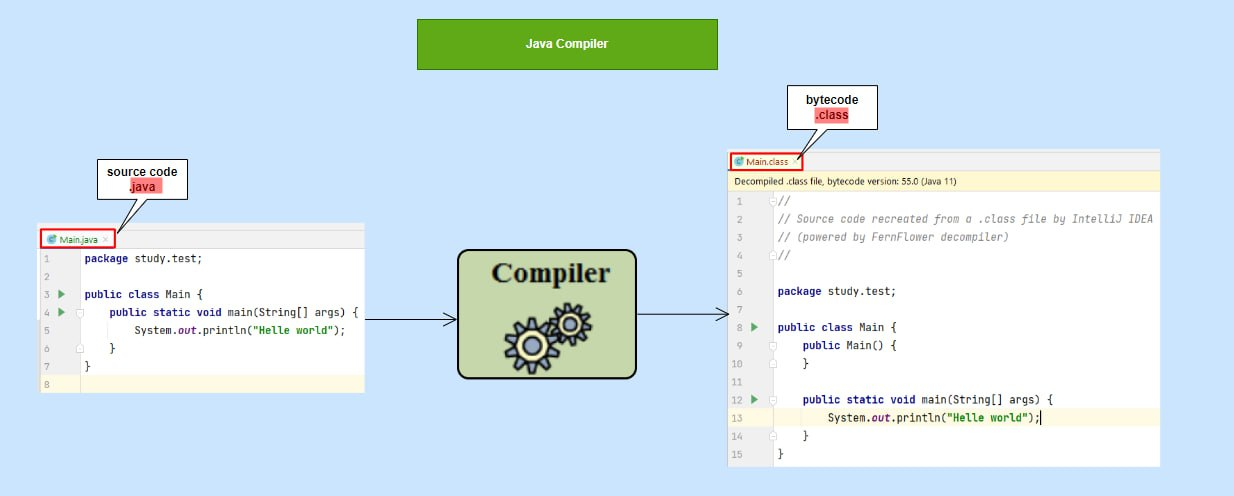 Java Compiler
source code
.java
Main.java
1 package study.test;
2
3 public class Main {
4 public static void main(String[] args) {
5 System.out.println("Helle world");
6 }
7 }
8
Compiler
bytecode
.class
Main.class
Decompiled .class file, bytecode version: 55.0 (Java 11)
1 //
2 // Source code recreated from a .class file by IntelliJ IDEA
3 // (powered by FernFlower decompiler)
4 //
5
6 package study.test;
7
8 public class Main {
9 public Main() {
10 }
11
12 public static void main(String[] args) {
13 System.out.println("Helle world");
14 }
15 }